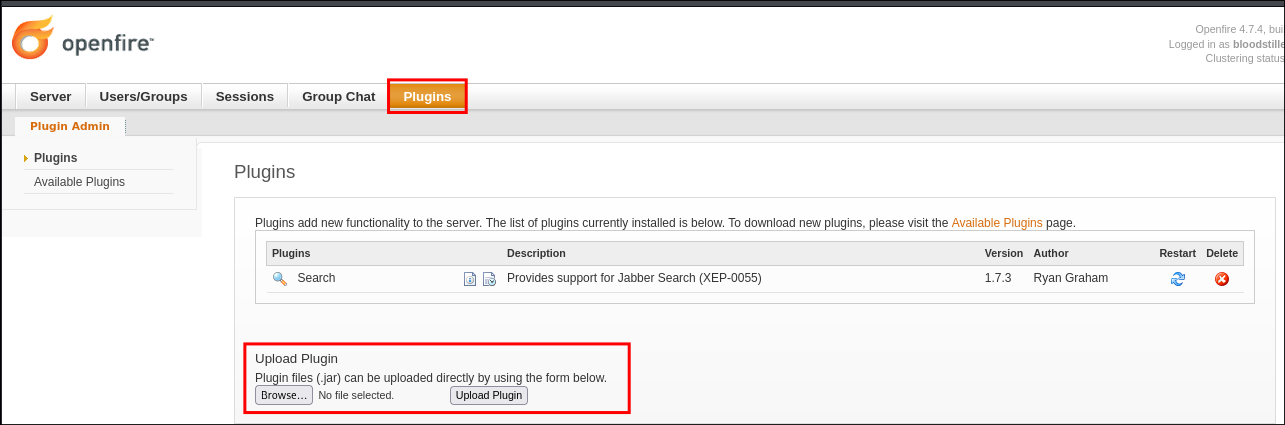 openfire™
Openfire 4.7.4, bui
Logged in as bloodstille
Clustering status
Server Users/Groups Sessions Group Chat Plugins
Plugin Admin
Plugins
Available Plugins
Plugins
Plugins add new functionality to the server. The list of plugins currently installed is below. To download new plugins, please visit the Available Plugins page.
Plugins Description Version Author Restart Delete
Search Provides support for Jabber Search (XEP-0055) 1.7.3 Ryan Graham
Upload Plugin
Plugin files (.jar) can be uploaded directly by using the form below.
Browse... No file selected. Upload Plugin